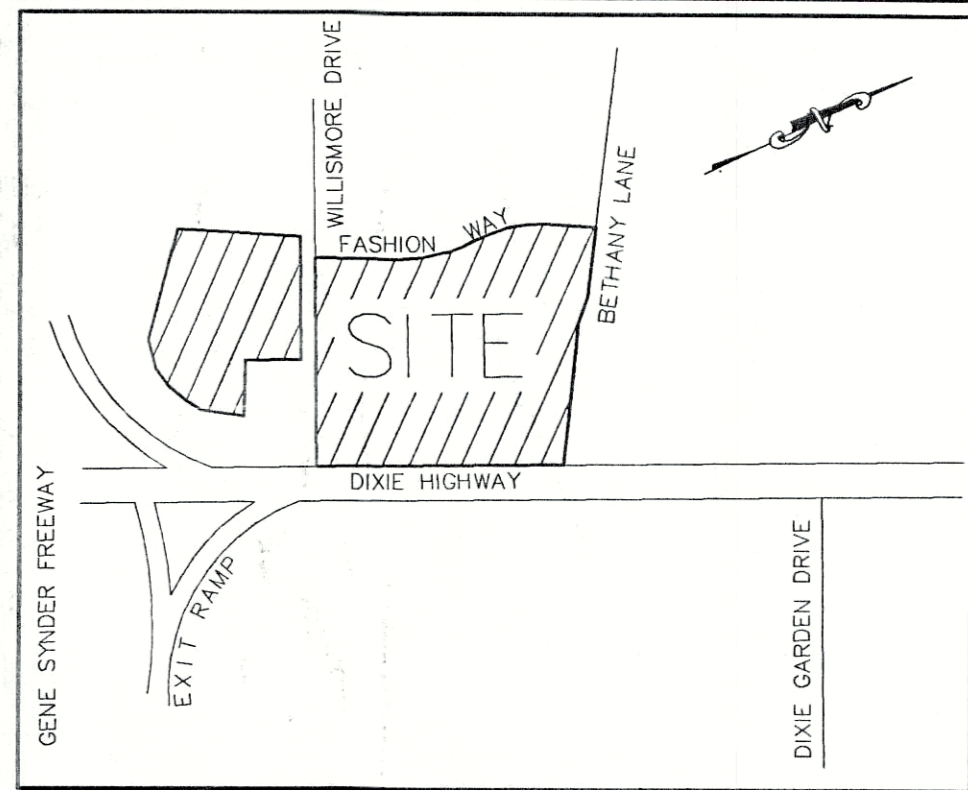 WILLISMORE DRIVE
N
FASHION WAY
BETHANY LANE
SITE
DIXIE HIGHWAY
GENE SYNDER FREEWAY
EXIT RAMP
DIXIE GARDEN DRIVE